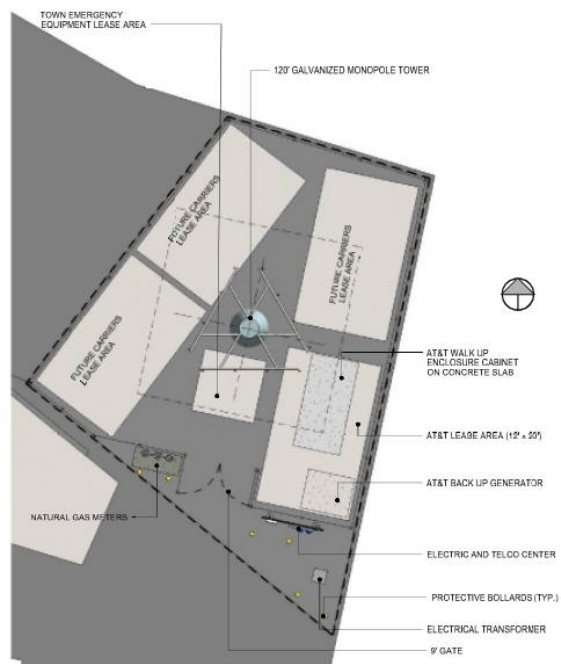 TOWN EMERGENCY
EQUIPMENT LEASE AREA
120' GALVANIZED MONOPOLE TOWER
FUTURE CARRIERS
LEASE AREA
FUTURE CARRIERS
LEASE AREA
FUTURE CARRIERS
LEASE AREA
AT&T WALK UP
ENCLOSURE CABINET
ON CONCRETE SLAB
AT&T LEASE AREA (12' x 20')
AT&T BACK UP GENERATOR
NATURAL GAS METERS
ELECTRIC AND TELCO CENTER
PROTECTIVE BOLLARDS (TYP.)
ELECTRICAL TRANSFORMER
9' GATE